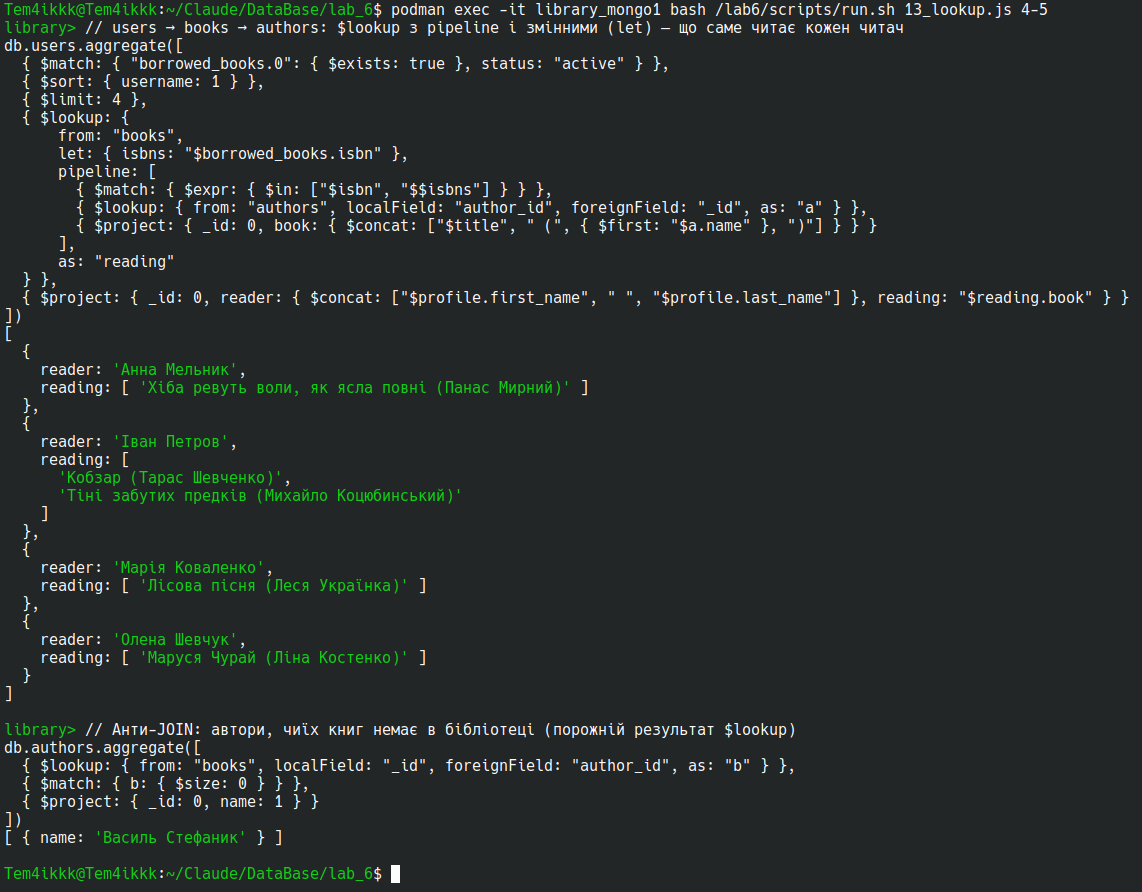 Tem4ikkk@Tem4ikkk:~/Claude/DataBase/lab_6$ podman exec -it library_mongo1 bash /lab6/scripts/run.sh 13_lookup.js 4-5
library> // users → books → authors: $lookup з pipeline і змінними (let) — що саме читає кожен читач
db.users.aggregate([
  { $match: { "borrowed_books.0": { $exists: true }, status: "active" } },
  { $sort: { username: 1 } },
  { $limit: 4 },
  { $lookup: {
      from: "books",
      let: { isbns: "$borrowed_books.isbn" },
      pipeline: [
        { $match: { $expr: { $in: ["$isbn", "$$isbns"] } } },
        { $lookup: { from: "authors", localField: "author_id", foreignField: "_id", as: "a" } },
        { $project: { _id: 0, book: { $concat: ["$title", " (", { $first: "$a.name" }, ")"] } } }
      ],
      as: "reading"
  } },
  { $project: { _id: 0, reader: { $concat: ["$profile.first_name", " ", "$profile.last_name"] }, reading: "$reading.book" } }
])
[
  {
    reader: 'Анна Мельник',
    reading: [ 'Хіба ревуть воли, як ясла повні (Панас Мирний)' ]
  },
  {
    reader: 'Іван Петров',
    reading: [
      'Кобзар (Тарас Шевченко)',
      'Тіні забутих предків (Михайло Коцюбинський)'
    ]
  },
  {
    reader: 'Марія Коваленко',
    reading: [ 'Лісова пісня (Леся Українка)' ]
  },
  {
    reader: 'Олена Шевчук',
    reading: [ 'Маруся Чурай (Ліна Костенко)' ]
  }
]

library> // Анти-JOIN: автори, чиїх книг немає в бібліотеці (порожній результат $lookup)
db.authors.aggregate([
  { $lookup: { from: "books", localField: "_id", foreignField: "author_id", as: "b" } },
  { $match: { b: { $size: 0 } } },
  { $project: { _id: 0, name: 1 } }
])
[ { name: 'Василь Стефаник' } ]

Tem4ikkk@Tem4ikkk:~/Claude/DataBase/lab_6$